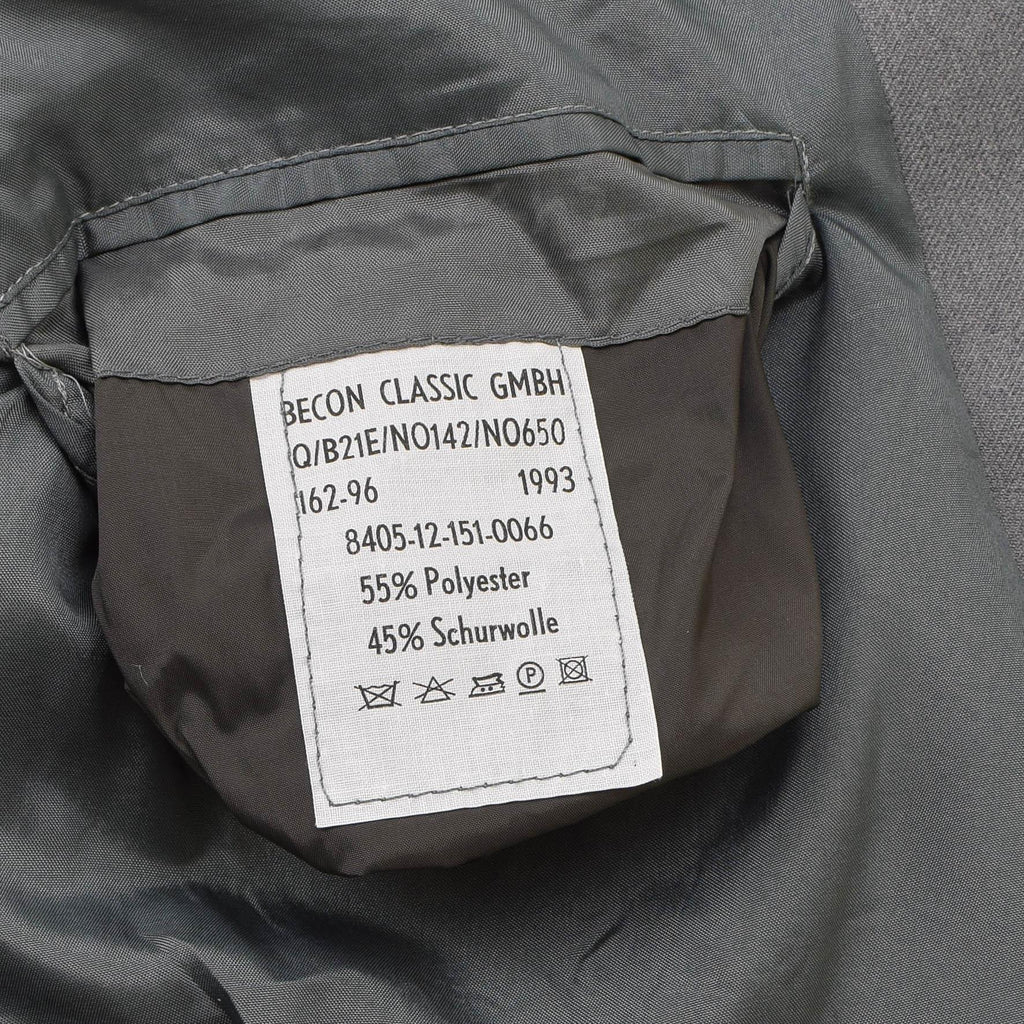 BECON CLASSIC GMBH
Q/B21E/NO142/NO650
162-96 1993
8405-12-151-0066
55% Polyester
45% Schurwolle
P